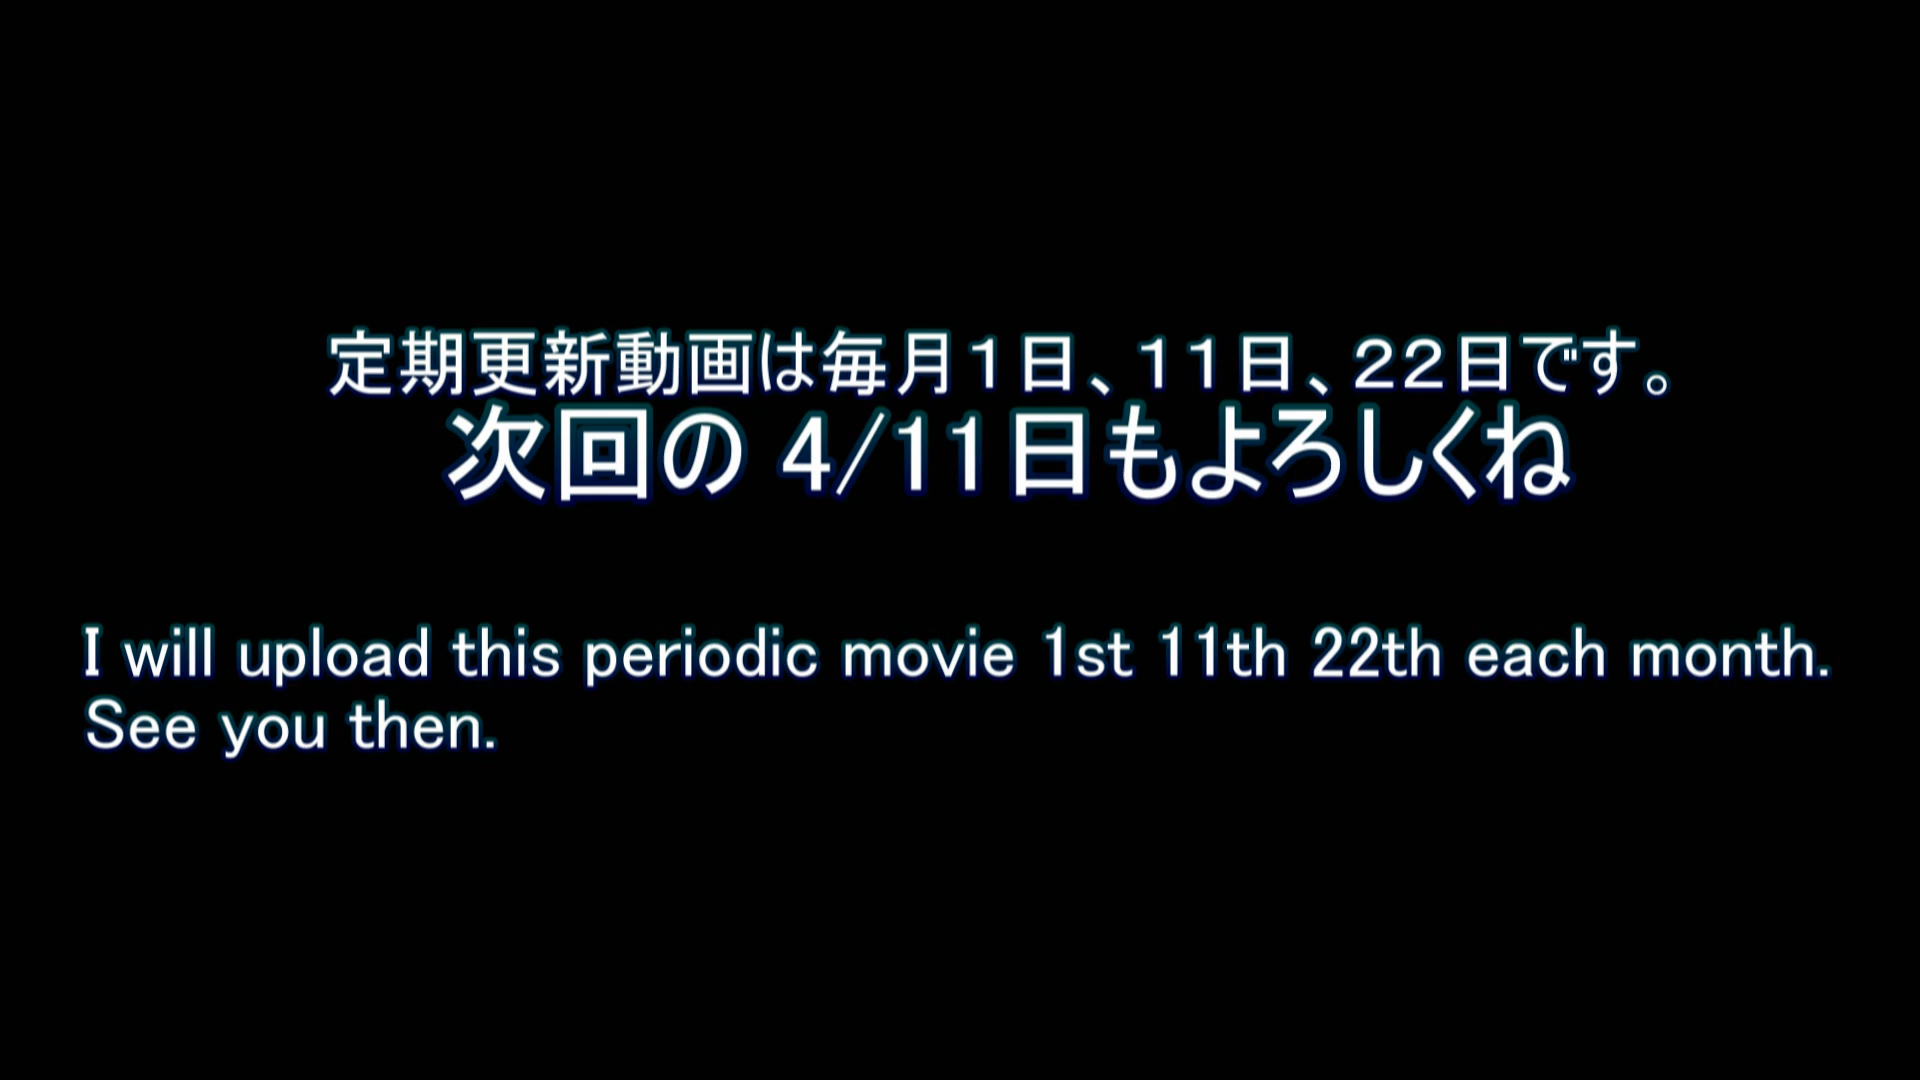 定期更新動画は毎月１日、１１日、２２日です。
次回の 4/11日もよろしくね
I will upload this periodic movie 1st 11th 22th each month.
See you then.